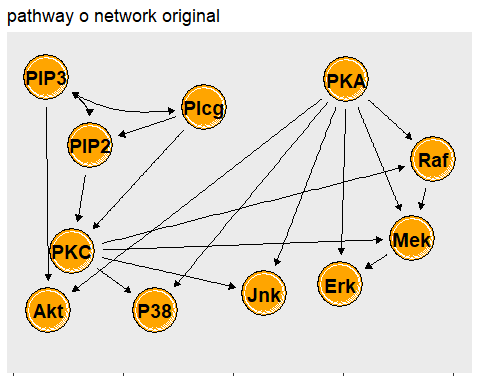 pathway o network original
PIP3
PKA
Plcg
PIP2
Raf
Mek
PKC
Erk
Jnk
Akt
P38